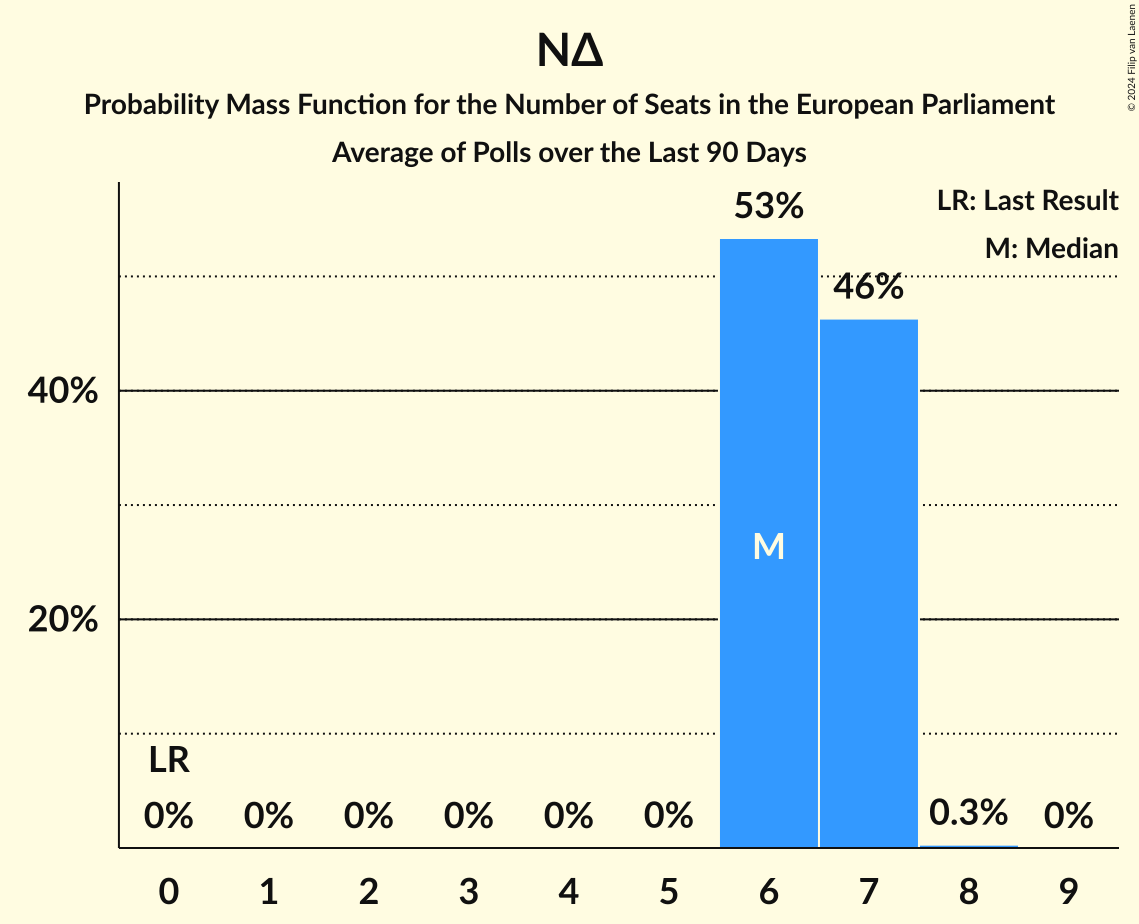 ΝΔ
Probability Mass Function for the Number of Seats in the European Parliament
Average of Polls over the Last 90 Days
© 2024 Filip van Laenen
LR: Last Result
M: Median
53%
46%
40%
M
20%
LR
0% 0% 0% 0% 0% 0% 0.3% 0%
0 1 2 3 4 5 6 7 8 9